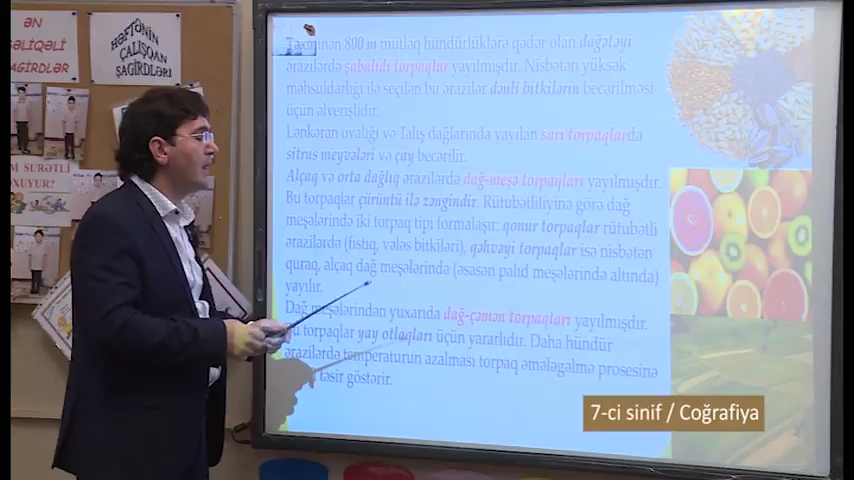 ƏN
SƏLİQƏLİ
ŞAGİRDLƏR
HƏFTƏNİN
ÇALIŞQAN
ŞAGİRDLƏRİ
M SURƏTLİ
OXUYUR?
Təxminən 800 m mütləq hündürlüklərə qədər olan dağətəyi
ərazilərdə şabalıdı torpaqlar yayılmışdır. Nisbətən yüksək
məhsuldarlığı ilə seçilən bu ərazilər dənli bitkilərin becərilməsi
üçün əlverişlidir.
Lənkəran ovalığı və Talış dağlarında yayılan sarı torpaqlarda
sitrus meyvələri və çay becərilir.
Alçaq və orta dağlıq ərazilərdə dağ-meşə torpaqları yayılmışdır.
Bu torpaqlar çürüntü ilə zəngindir. Rütubətliliyinə görə dağ
meşələrində iki torpaq tipi formalaşır: qonur torpaqlar rütubətli
ərazilərdə (fıstıq, vələs bitkiləri), qəhvəyi torpaqlar isə nisbətən
quraq, alçaq dağ meşələrində (əsasən palıd meşələrində altında)
yayılır.
Dağ meşələrindən yuxarıda dağ-çəmən torpaqları yayılmışdır.
Bu torpaqlar yay otlaqları üçün yararlıdır. Daha hündür
ərazilərdə temperaturun azalması torpaq əmələgəlmə prosesinə
təsir göstərir.
7-ci sinif / Coğrafiya